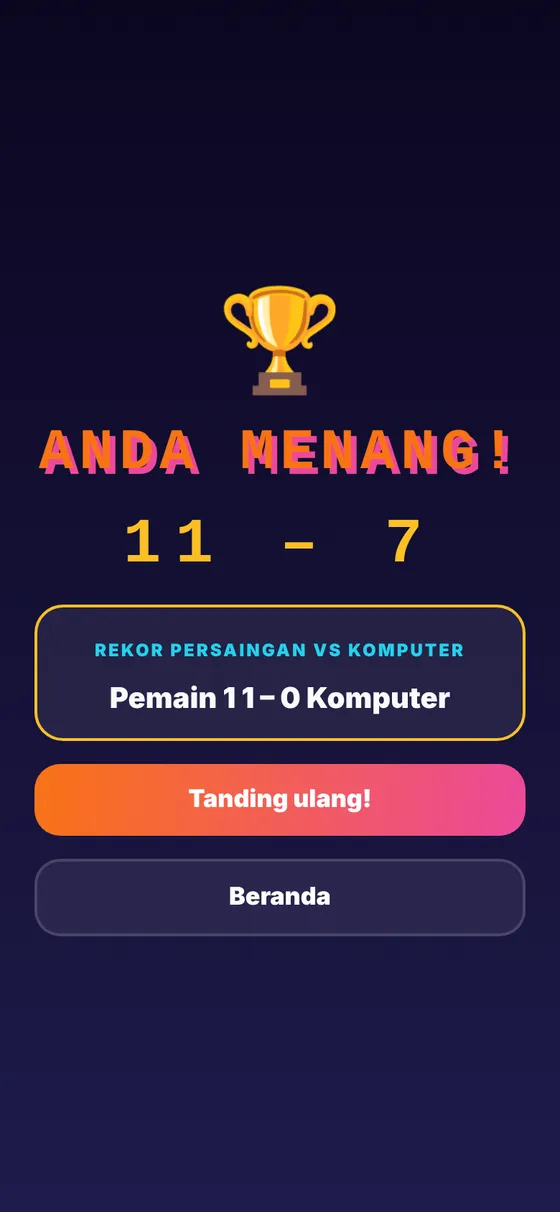 ANDA MENANG!
11 – 7
REKOR PERSAINGAN VS KOMPUTER
Pemain 11 – 0 Komputer
Tanding ulang!
Beranda